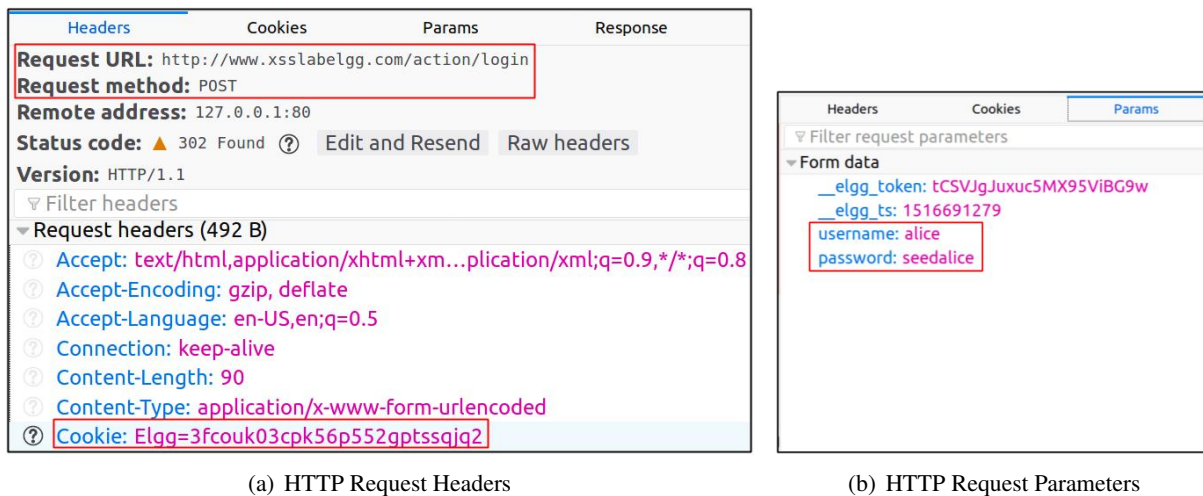 Headers Cookies Params Response
Request URL: http://www.xsslabelgg.com/action/login
Request method: POST
Remote address: 127.0.0.1:80
Status code: 302 Found ? Edit and Resend Raw headers
Version: HTTP/1.1
Filter headers
Request headers (492 B)
? Accept: text/html,application/xhtml+xm…plication/xml;q=0.9,*/*;q=0.8
? Accept-Encoding: gzip, deflate
? Accept-Language: en-US,en;q=0.5
? Connection: keep-alive
? Content-Length: 90
? Content-Type: application/x-www-form-urlencoded
? Cookie: Elgg=3fcouk03cpk56p552gptssqjq2
(a) HTTP Request Headers
Headers Cookies Params
Filter request parameters
Form data
__elgg_token: tCSVJgJuxuc5MX95ViBG9w
__elgg_ts: 1516691279
username: alice
password: seedalice
(b) HTTP Request Parameters